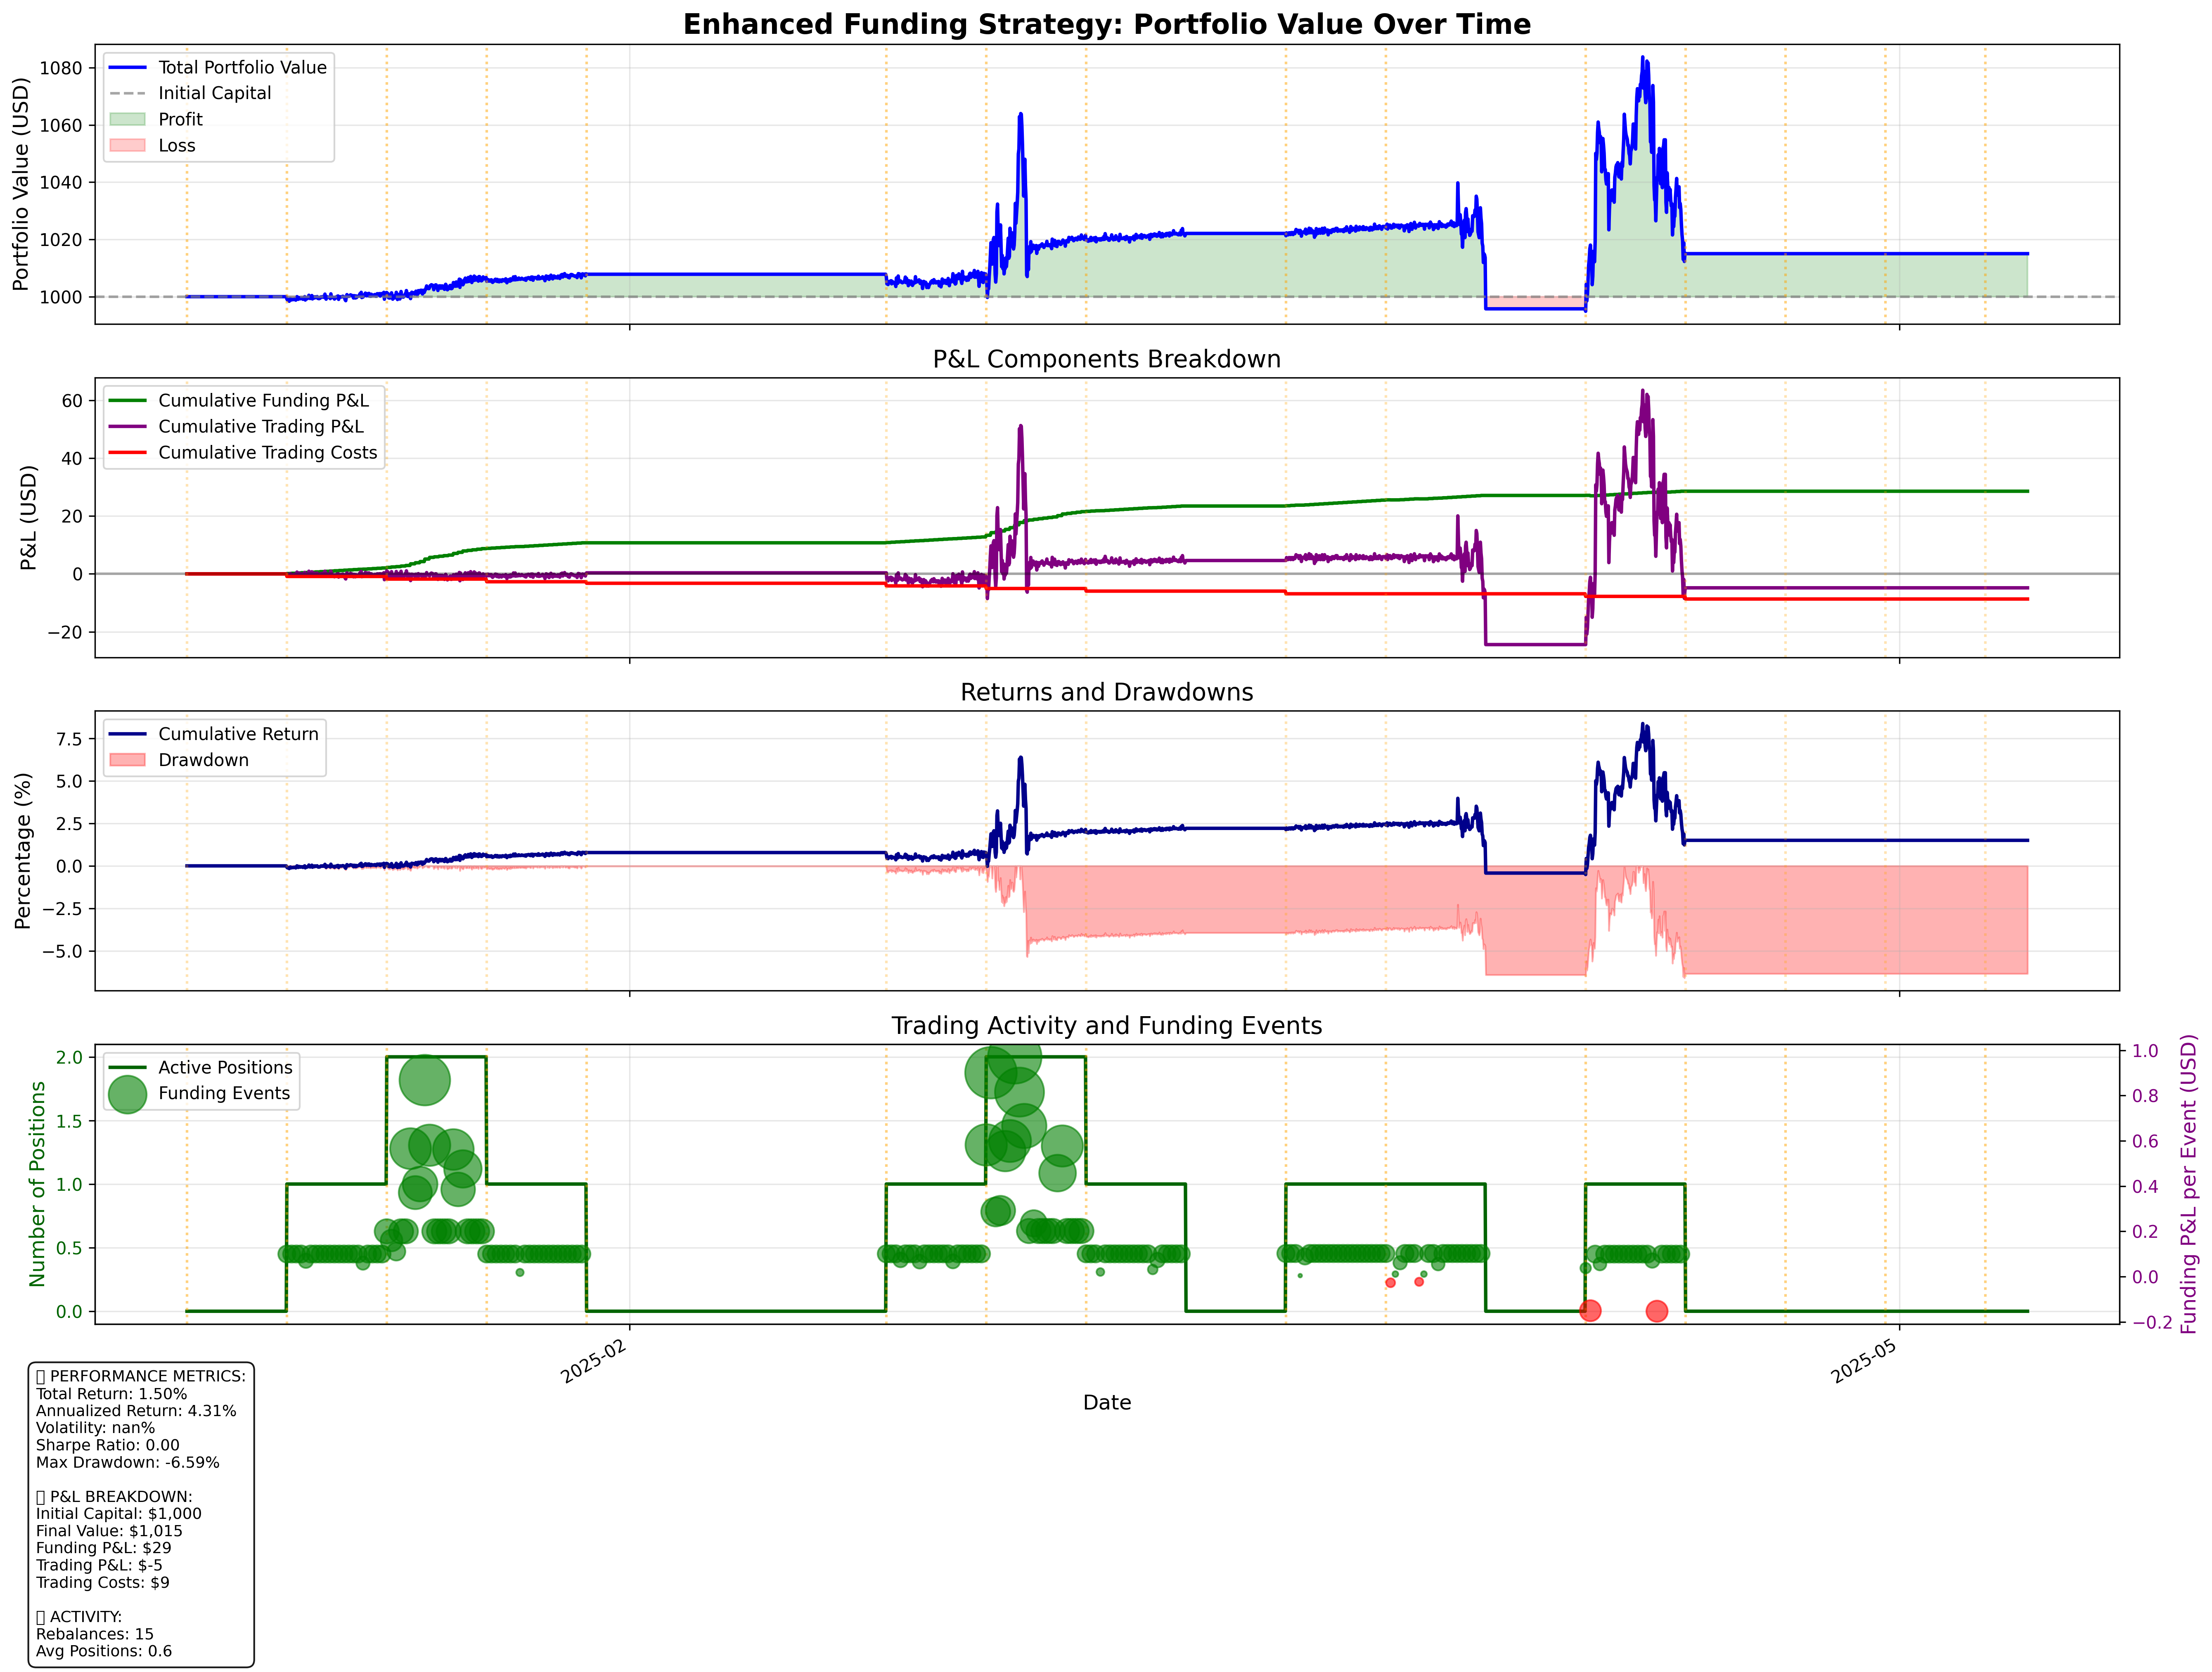 Enhanced Funding Strategy: Portfolio Value Over Time
Portfolio Value (USD)
1080
1060
1040
1020
1000
Total Portfolio Value
Initial Capital
Profit
Loss
P&L Components Breakdown
P&L (USD)
60
40
20
0
−20
Cumulative Funding P&L
Cumulative Trading P&L
Cumulative Trading Costs
Returns and Drawdowns
Percentage (%)
7.5
5.0
2.5
0.0
−2.5
−5.0
Cumulative Return
Drawdown
Trading Activity and Funding Events
Number of Positions
2.0
1.5
1.0
0.5
0.0
Active Positions
Funding Events
1.0
0.8
0.6
0.4
0.2
0.0
−0.2
Funding P&L per Event (USD)
2025-02
2025-05
Date
PERFORMANCE METRICS:
Total Return: 1.50%
Annualized Return: 4.31%
Volatility: nan%
Sharpe Ratio: 0.00
Max Drawdown: -6.59%
P&L BREAKDOWN:
Initial Capital: $1,000
Final Value: $1,015
Funding P&L: $29
Trading P&L: $-5
Trading Costs: $9
ACTIVITY:
Rebalances: 15
Avg Positions: 0.6